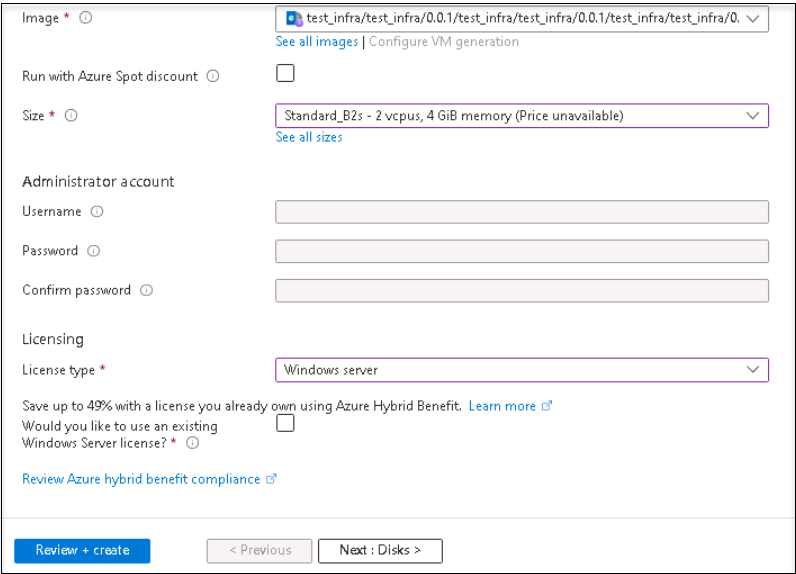 Image *
test_infra/test_infra/0.0.1/test_infra/test_infra/0.0.1/test_infra/test_infra/0.
See all images | Configure VM generation
Run with Azure Spot discount
Size *
Standard_B2s - 2 vcpus, 4 GiB memory (Price unavailable)
See all sizes
Administrator account
Username
Password
Confirm password
Licensing
License type *
Windows server
Save up to 49% with a license you already own using Azure Hybrid Benefit. Learn more
Would you like to use an existing
Windows Server license? *
Review Azure hybrid benefit compliance
Review + create
< Previous
Next : Disks >